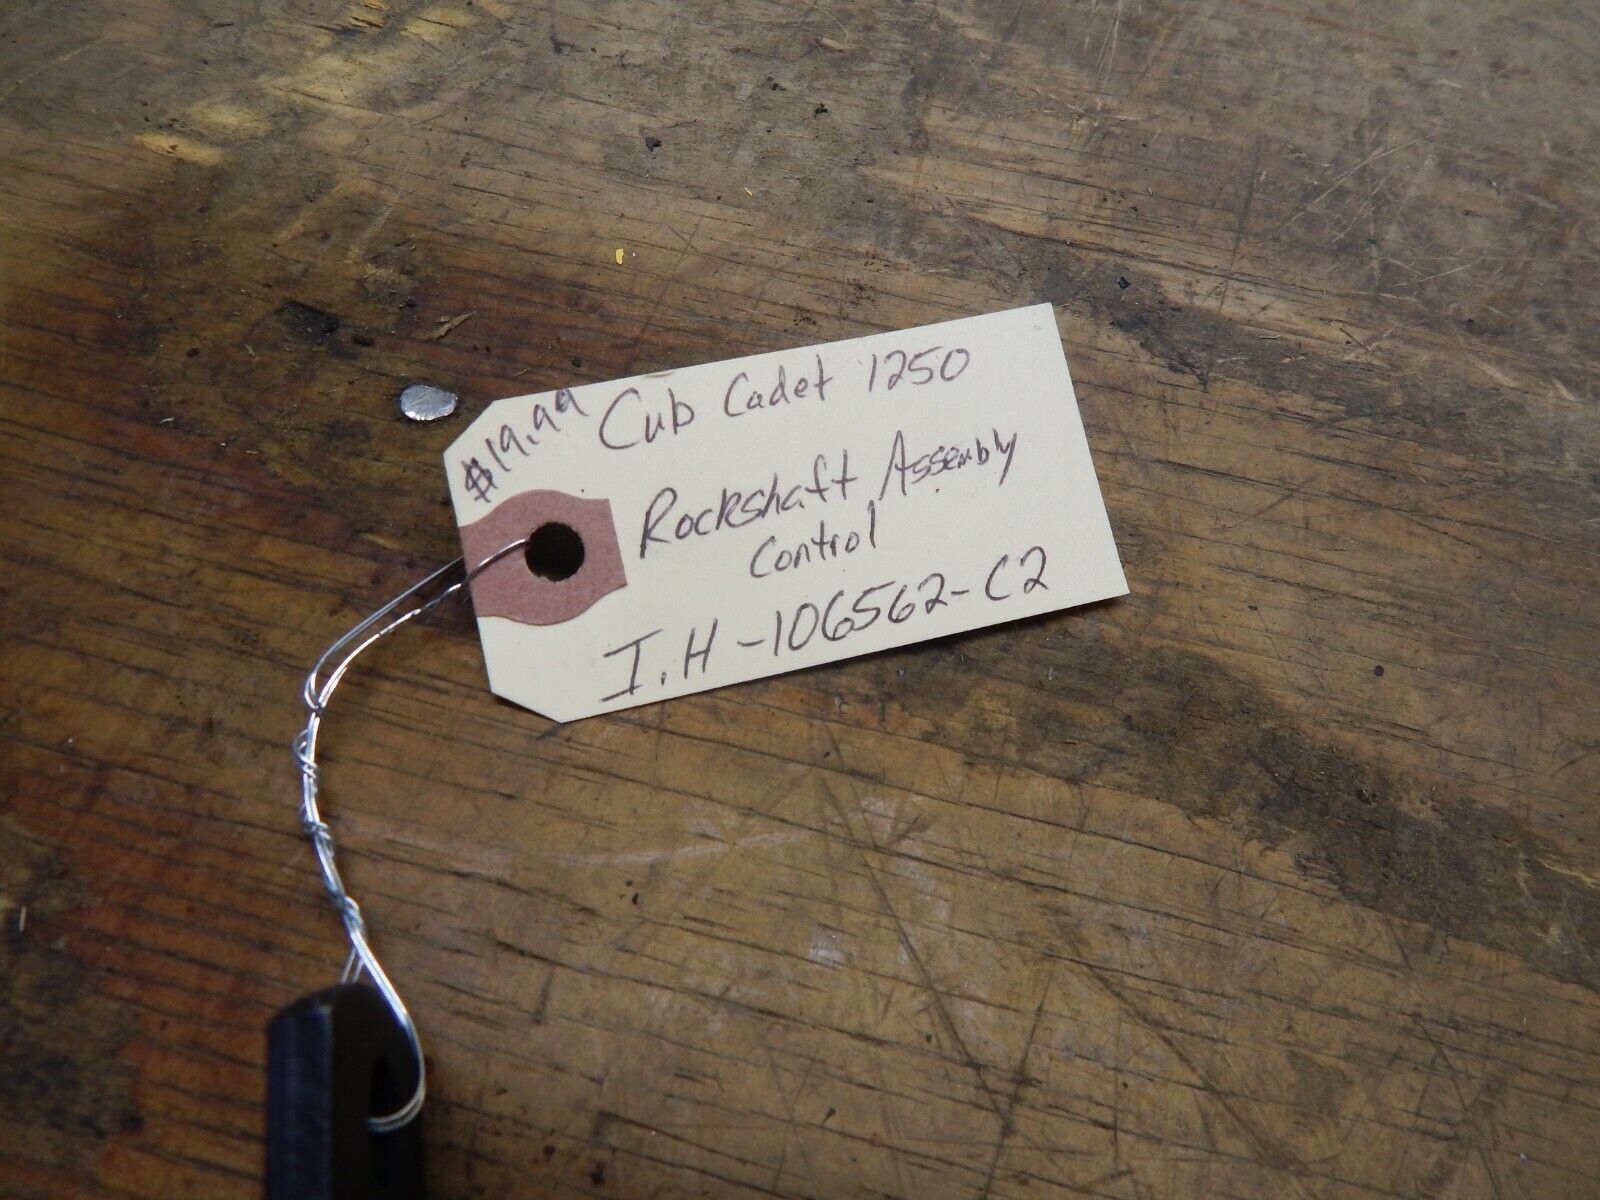 $19.99
Cub Cadet 1250
Rockshaft Assembly
Control
I.H-106562-C2